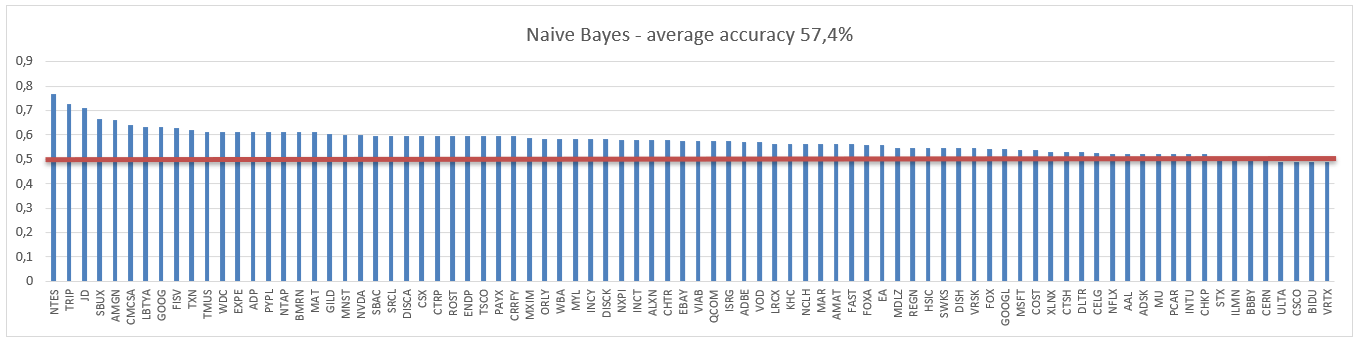 Naive Bayes - average accuracy 57,4%
0,9
0,8
0,7
0,6
0,5
0,4
0,3
0,2
0,1
0
NTES
TRIP
JD
SBUX
AMGN
CMCSA
LBTYA
GOOG
FISV
TXN
TMUS
WDC
EXPE
ADP
PYPL
NTAP
BMRN
MAT
GILD
MNST
NVDA
SBAC
SRCL
DISCA
CSX
CTRP
ROST
ENDP
TSCO
PAYX
CRRFY
MXIM
ORLY
WBA
MYL
INCY
DISCK
NXPI
INCT
ALXN
CHTR
EBAY
VIAB
QCOM
ISRG
ADBE
VOD
LRCX
KHC
NCLH
MAR
AMAT
FAST
FOXA
EA
MDLZ
REGN
HSIC
SWKS
DISH
VRSK
FOX
GOOGL
MSFT
COST
XLNX
CTSH
DLTR
CELG
NFLX
AAL
ADSK
MU
PCAR
INTU
CHKP
STX
ILMN
BBBY
CERN
ULTA
CSCO
BIDU
VRTX